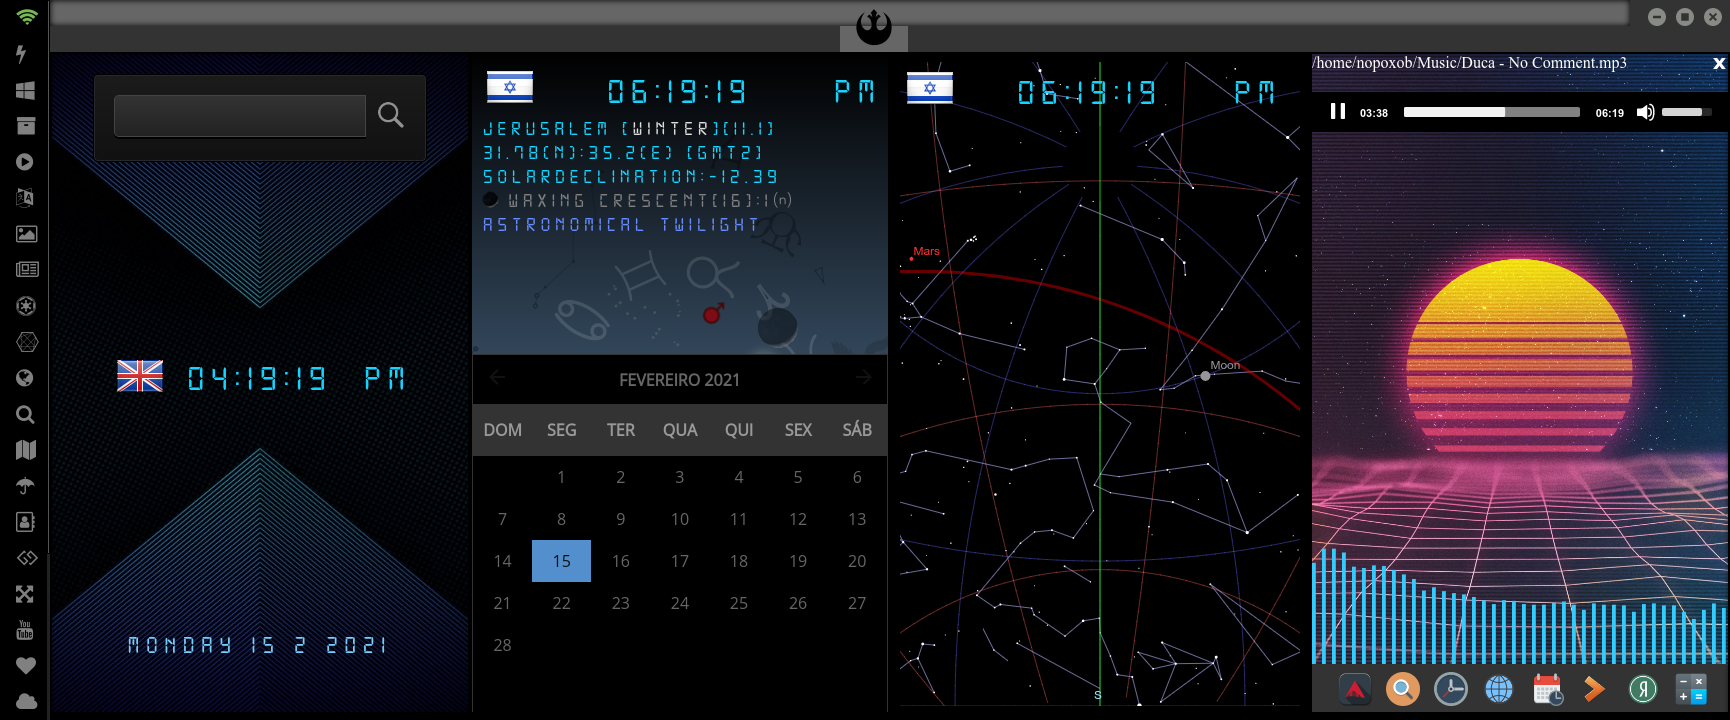 04:19:19 PM
MONDAY 15 2 2021
06:19:19 PM
JERUSALEM [WINTER][11.1]
31.78(N):35.2(E) [GMT2]
SOLARDECLINATION:-12.39
WAXING CRESCENT[16]:1(n)
ASTRONOMICAL TWILIGHT
FEVEREIRO 2021
DOM SEG TER QUA QUI SEX SÁB
1 2 3 4 5 6
7 8 9 10 11 12 13
14 15 16 17 18 19 20
21 22 23 24 25 26 27
28
06:19:19 PM
Mars
Moon
S
/home/nopoxob/Music/Duca - No Comment.mp3
x
03:38 06:19
You
Tube
Я